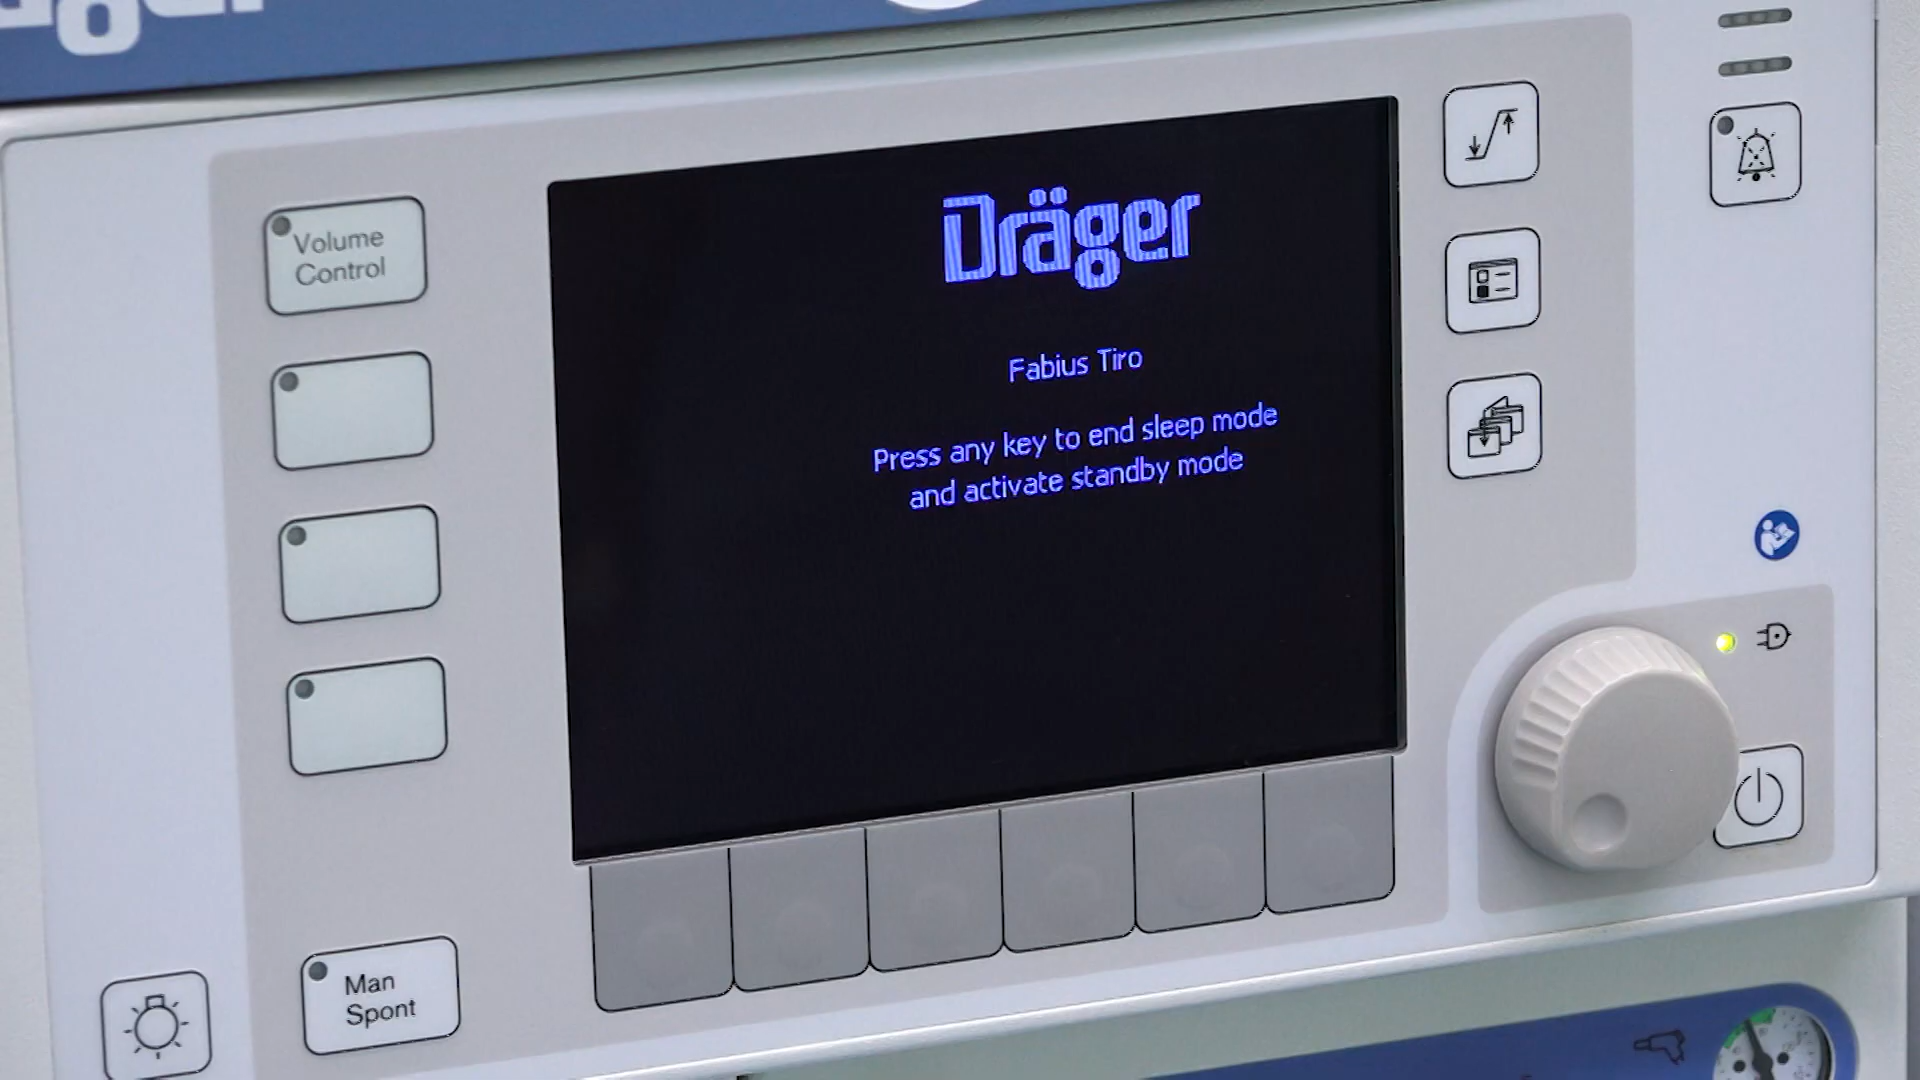 Dräger
Fabius Tiro
Press any key to end sleep mode
and activate standby mode
Volume
Control
Man
Spont